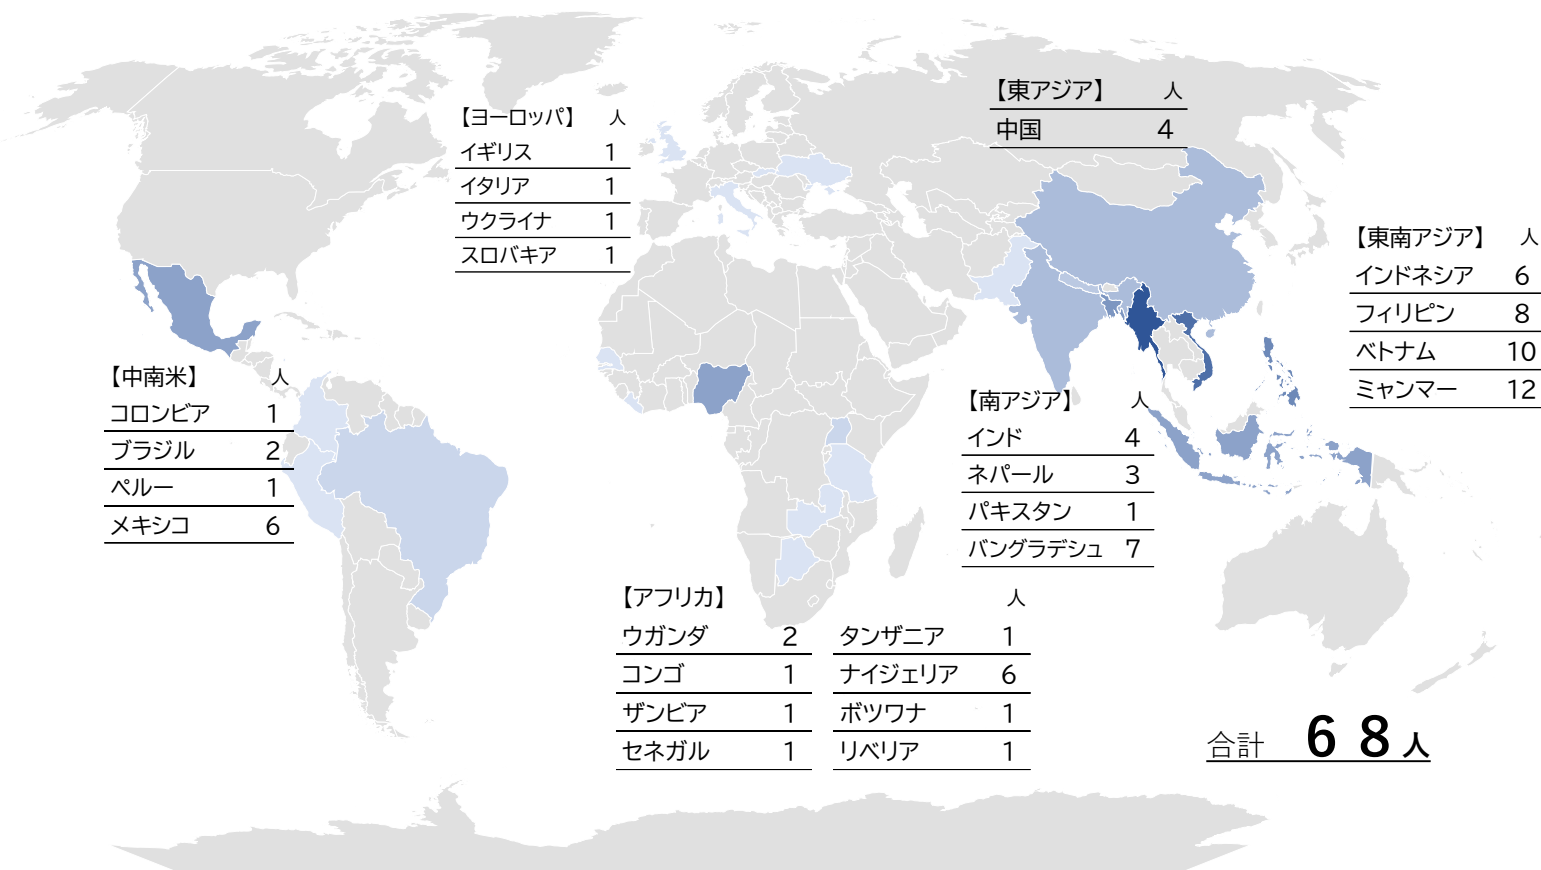 【ヨーロッパ】 人
イギリス 1
イタリア 1
ウクライナ 1
スロバキア 1
【東アジア】 人
中国 4
【東南アジア】 人
インドネシア 6
フィリピン 8
ベトナム 10
ミャンマー 12
【中南米】 人
コロンビア 1
ブラジル 2
ペルー 1
メキシコ 6
【南アジア】 人
インド 4
ネパール 3
パキスタン 1
バングラデシュ 7
【アフリカ】 人
ウガンダ 2 タンザニア 1
コンゴ 1 ナイジェリア 6
ザンビア 1 ボツワナ 1
セネガル 1 リベリア 1
合計 68人